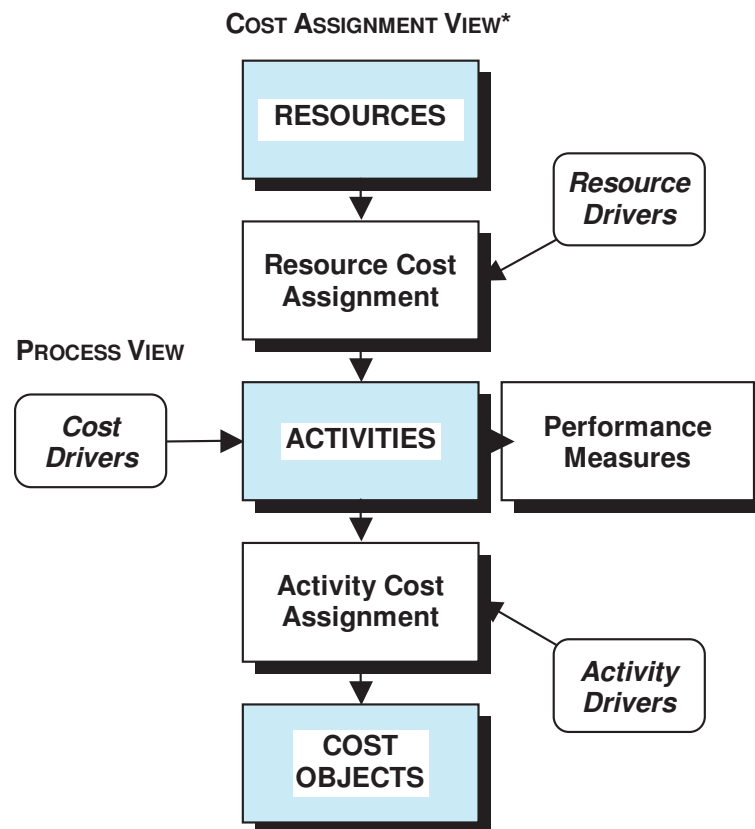 COST ASSIGNMENT VIEW*
RESOURCES
Resource
Drivers
Resource Cost
Assignment
PROCESS VIEW
Cost
Drivers
ACTIVITIES
Performance
Measures
Activity Cost
Assignment
Activity
Drivers
COST
OBJECTS